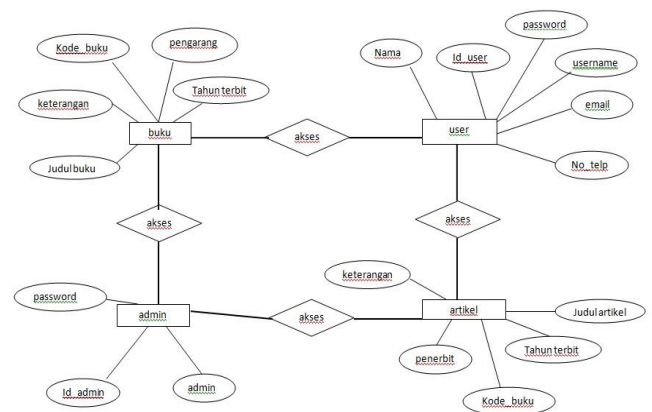 password
Kode_buku
pengarang
Nama
Id_user
username
keterangan
Tahun terbit
email
buku
akses
user
Judul buku
No_telp
akses
akses
keterangan
password
admin
akses
artikel
Judul artikel
penerbit
Tahun terbit
Id_admin
admin
Kode_buku